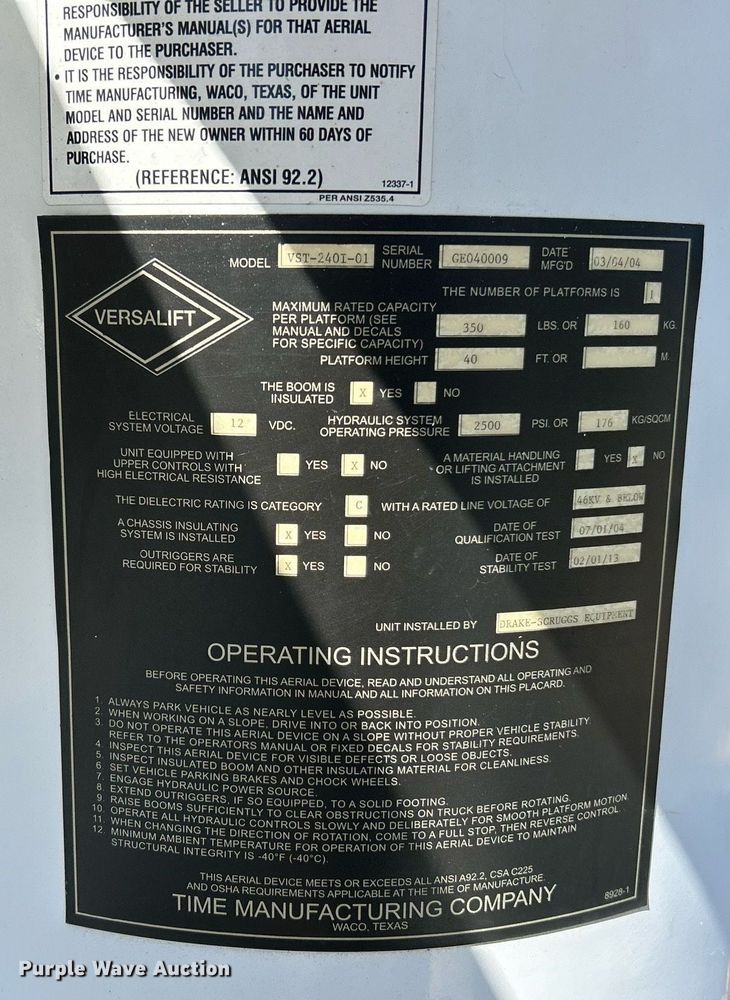 RESPONSIBILITY OF THE SELLER TO PROVIDE THE
MANUFACTURER'S MANUAL(S) FOR THAT AERIAL
DEVICE TO THE PURCHASER.
• IT IS THE RESPONSIBILITY OF THE PURCHASER TO NOTIFY
TIME MANUFACTURING, WACO, TEXAS, OF THE UNIT
MODEL AND SERIAL NUMBER AND THE NAME AND
ADDRESS OF THE NEW OWNER WITHIN 60 DAYS OF
PURCHASE.
(REFERENCE: ANSI 92.2)
12337-1
PER ANSI Z535.4
MODEL VST-240I-01 SERIAL NUMBER GE040009 DATE MFG'D 03/04/04
THE NUMBER OF PLATFORMS IS 1
VERSALIFT
MAXIMUM RATED CAPACITY
PER PLATFORM (SEE
MANUAL AND DECALS
FOR SPECIFIC CAPACITY) 350 LBS. OR 160 KG.
PLATFORM HEIGHT 40 FT. OR M.
THE BOOM IS
INSULATED X YES NO
ELECTRICAL
SYSTEM VOLTAGE 12 VDC.
HYDRAULIC SYSTEM
OPERATING PRESSURE 2500 PSI. OR 176 KG/SQCM
UNIT EQUIPPED WITH
UPPER CONTROLS WITH
HIGH ELECTRICAL RESISTANCE YES X NO
A MATERIAL HANDLING
OR LIFTING ATTACHMENT
IS INSTALLED YES X NO
THE DIELECTRIC RATING IS CATEGORY C WITH A RATED LINE VOLTAGE OF 46KV & BELOW
A CHASSIS INSULATING
SYSTEM IS INSTALLED X YES NO
DATE OF
QUALIFICATION TEST 07/01/04
OUTRIGGERS ARE
REQUIRED FOR STABILITY X YES NO
DATE OF
STABILITY TEST 02/01/13
UNIT INSTALLED BY DRAKE-SCRUGGS EQUIPMENT
OPERATING INSTRUCTIONS
BEFORE OPERATING THIS AERIAL DEVICE, READ AND UNDERSTAND ALL OPERATING AND
SAFETY INFORMATION IN MANUAL AND ALL INFORMATION ON THIS PLACARD.
1. ALWAYS PARK VEHICLE AS NEARLY LEVEL AS POSSIBLE.
2. WHEN WORKING ON A SLOPE, DRIVE INTO OR BACK INTO POSITION.
3. DO NOT OPERATE THIS AERIAL DEVICE ON A SLOPE WITHOUT PROPER VEHICLE STABILITY.
REFER TO THE OPERATORS MANUAL OR FIXED DECALS FOR STABILITY REQUIREMENTS.
4. INSPECT THIS AERIAL DEVICE FOR VISIBLE DEFECTS OR LOOSE OBJECTS.
5. INSPECT INSULATED BOOM AND OTHER INSULATING MATERIAL FOR CLEANLINESS.
6. SET VEHICLE PARKING BRAKES AND CHOCK WHEELS.
7. ENGAGE HYDRAULIC POWER SOURCE.
8. EXTEND OUTRIGGERS, IF SO EQUIPPED, TO A SOLID FOOTING.
9. RAISE BOOMS SUFFICIENTLY TO CLEAR OBSTRUCTIONS ON TRUCK BEFORE ROTATING.
10. OPERATE ALL HYDRAULIC CONTROLS SLOWLY AND DELIBERATELY FOR SMOOTH PLATFORM MOTION.
11. WHEN CHANGING THE DIRECTION OF ROTATION, COME TO A FULL STOP, THEN REVERSE CONTROL.
12. MINIMUM AMBIENT TEMPERATURE FOR OPERATION OF THIS AERIAL DEVICE TO MAINTAIN
STRUCTURAL INTEGRITY IS -40°F (-40°C).
THIS AERIAL DEVICE MEETS OR EXCEEDS ALL ANSI A92.2, CSA C225
AND OSHA REQUIREMENTS APPLICABLE AT THE TIME OF MANUFACTURE.
8928-1
TIME MANUFACTURING COMPANY
WACO, TEXAS
Purple Wave Auction